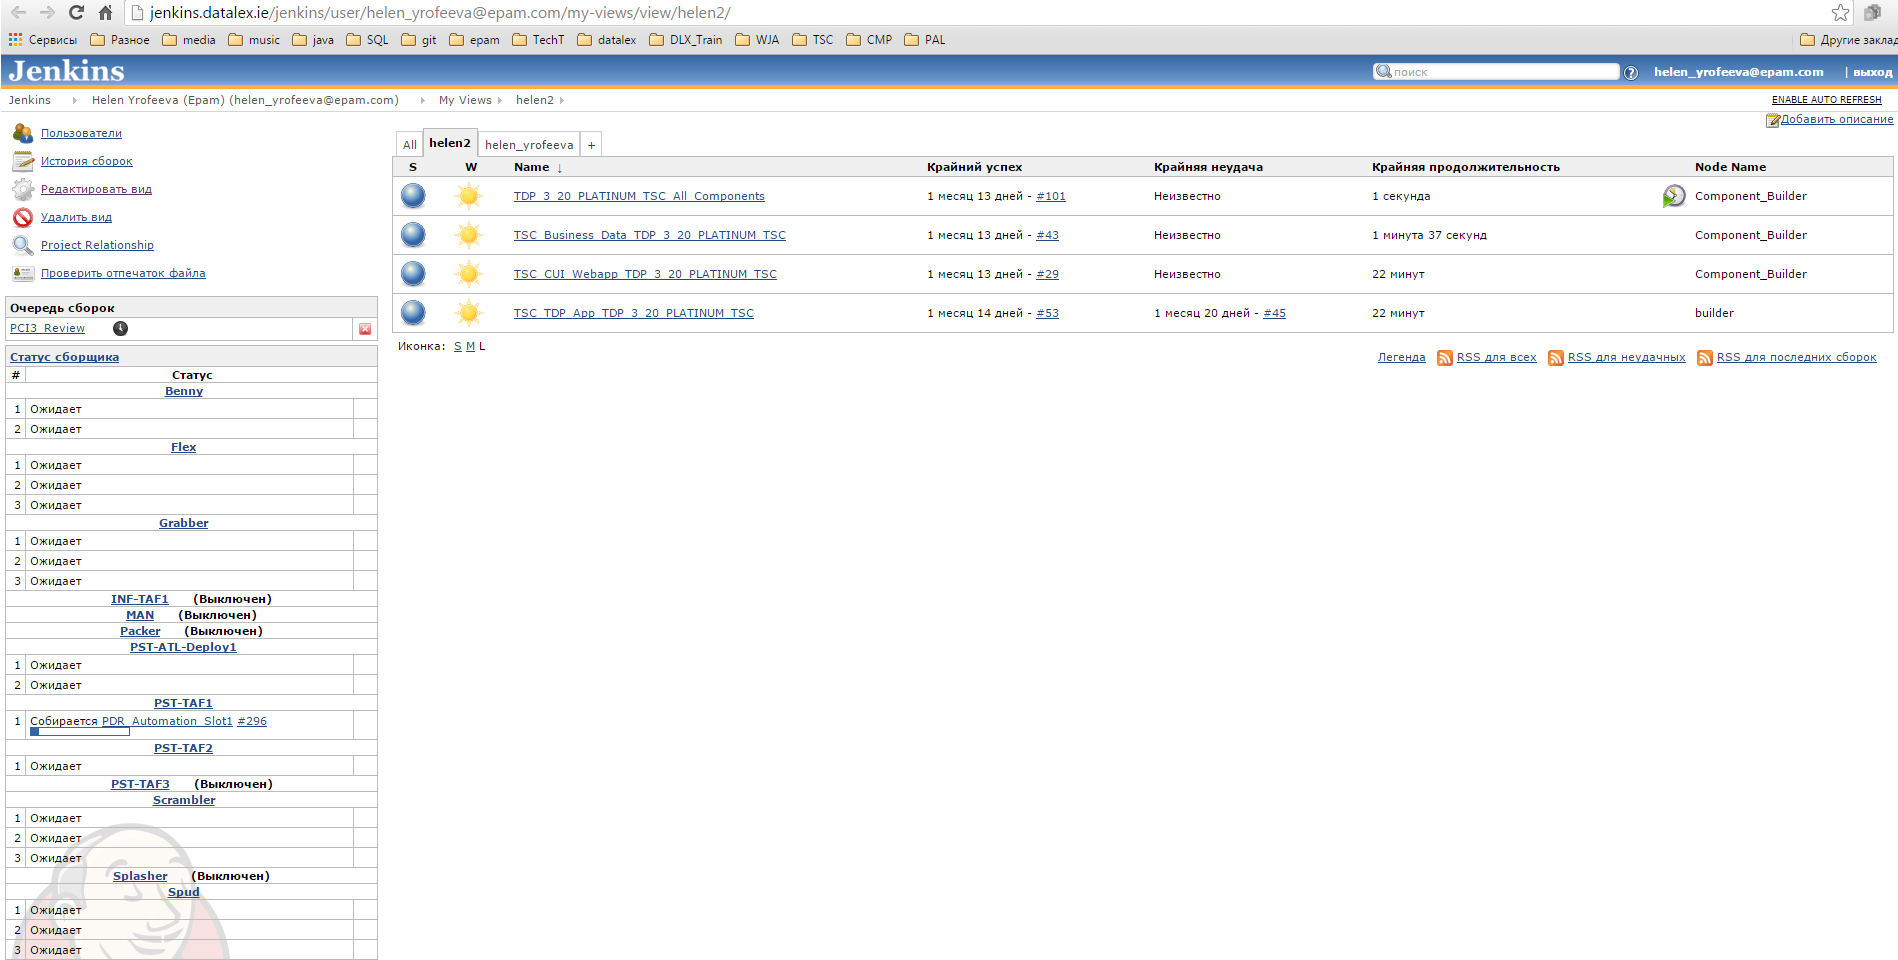 jenkins.datalex.ie/jenkins/user/helen_yrofeeva@epam.com/my-views/view/helen2/
Сервисы Разное media music java SQL git epam TechT datalex DLX_Train WJA TSC CMP PAL Другие заклад
Jenkins поиск ? helen_yrofeeva@epam.com | выход
Jenkins Helen Yrofeeva (Epam) (helen_yrofeeva@epam.com) My Views helen2 ENABLE AUTO REFRESH
Добавить описание
Пользователи
История сборок
Редактировать вид
Удалить вид
Project Relationship
Проверить отпечаток файла
Очередь сборок
PCI3_Review
Статус сборщика
# Статус
Benny
1 Ожидает
2 Ожидает
Flex
1 Ожидает
2 Ожидает
3 Ожидает
Grabber
1 Ожидает
2 Ожидает
3 Ожидает
INF-TAF1 (Выключен)
MAN (Выключен)
Packer (Выключен)
PST-ATL-Deploy1
1 Ожидает
2 Ожидает
PST-TAF1
1 Собирается PDR_Automation_Slot1 #296
PST-TAF2
1 Ожидает
PST-TAF3 (Выключен)
Scrambler
1 Ожидает
2 Ожидает
3 Ожидает
Splasher (Выключен)
Spud
1 Ожидает
2 Ожидает
3 Ожидает
All helen2 helen_yrofeeva +
S W Name ↓ Крайний успех Крайняя неудача Крайняя продолжительность Node Name
TDP_3_20_PLATINUM_TSC_All_Components 1 месяц 13 дней - #101 Неизвестно 1 секунда Component_Builder
TSC_Business_Data_TDP_3_20_PLATINUM_TSC 1 месяц 13 дней - #43 Неизвестно 1 минута 37 секунд Component_Builder
TSC_CUI_Webapp_TDP_3_20_PLATINUM_TSC 1 месяц 13 дней - #29 Неизвестно 22 минут Component_Builder
TSC_TDP_App_TDP_3_20_PLATINUM_TSC 1 месяц 14 дней - #53 1 месяц 20 дней - #45 22 минут builder
Иконка: S M L
Легенда RSS для всех RSS для неудачных RSS для последних сборок